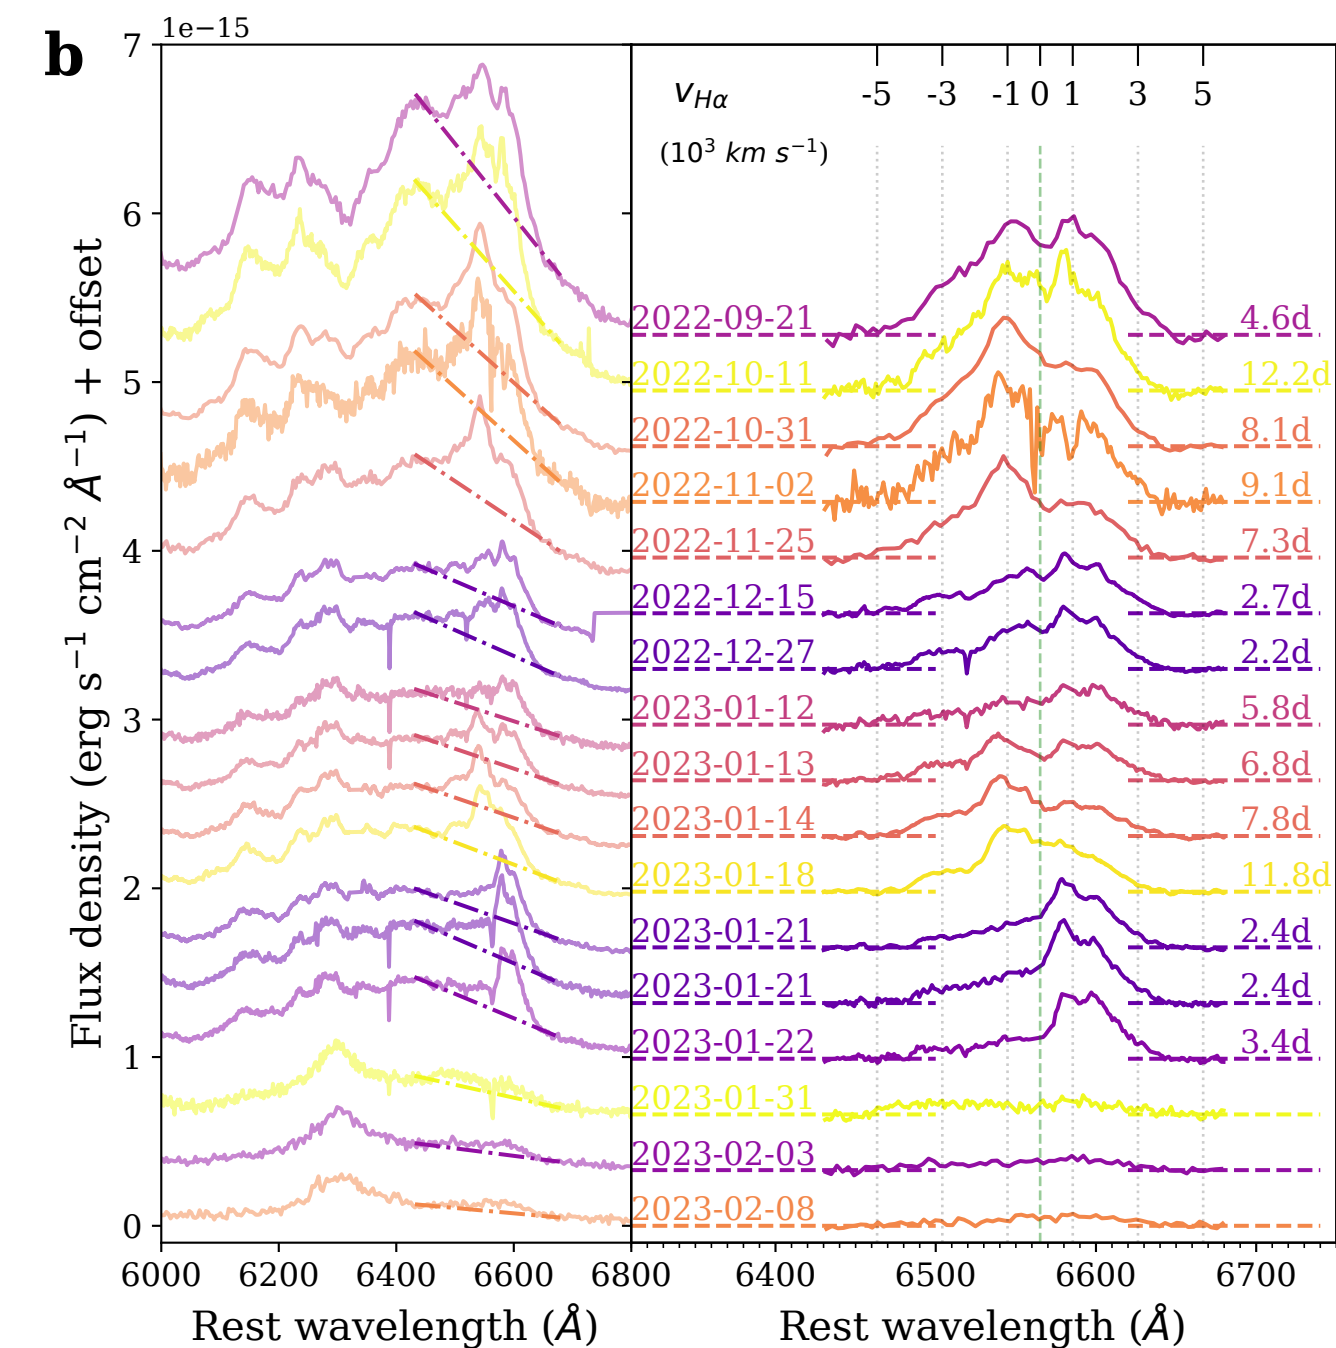 b
1e−15
7
6
5
4
3
2
1
0
Flux density (erg s⁻¹ cm⁻² Å⁻¹) + offset
6000 6200 6400 6600 6800
Rest wavelength (Å)
v_Hα
(10³ km s⁻¹)
-5 -3 -1 0 1 3 5
2022-09-21 4.6d
2022-10-11 12.2d
2022-10-31 8.1d
2022-11-02 9.1d
2022-11-25 7.3d
2022-12-15 2.7d
2022-12-27 2.2d
2023-01-12 5.8d
2023-01-13 6.8d
2023-01-14 7.8d
2023-01-18 11.8d
2023-01-21 2.4d
2023-01-21 2.4d
2023-01-22 3.4d
2023-01-31
2023-02-03
2023-02-08
6400 6500 6600 6700
Rest wavelength (Å)